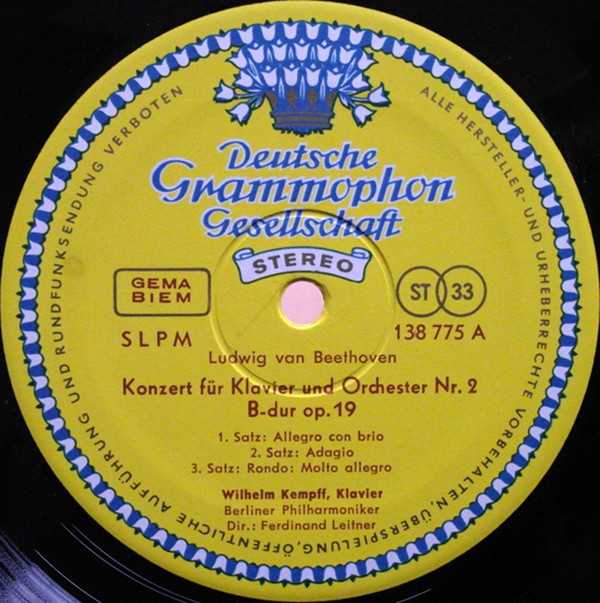 ALLE HERSTELLER- UND URHEBERRECHTE VORBEHALTEN, ÜBERSPIELUNG, ÖFFENTLICHE AUFFÜHRUNG UND RUNDFUNKSENDUNG VERBOTEN
Deutsche
Grammophon
Gesellschaft
STEREO
GEMA
BIEM
ST 33
SLPM
138 775 A
Ludwig van Beethoven
Konzert für Klavier und Orchester Nr. 2
B-dur op. 19
1. Satz: Allegro con brio
2. Satz: Adagio
3. Satz: Rondo: Molto allegro
Wilhelm Kempff, Klavier
Berliner Philharmoniker
Dir.: Ferdinand Leitner